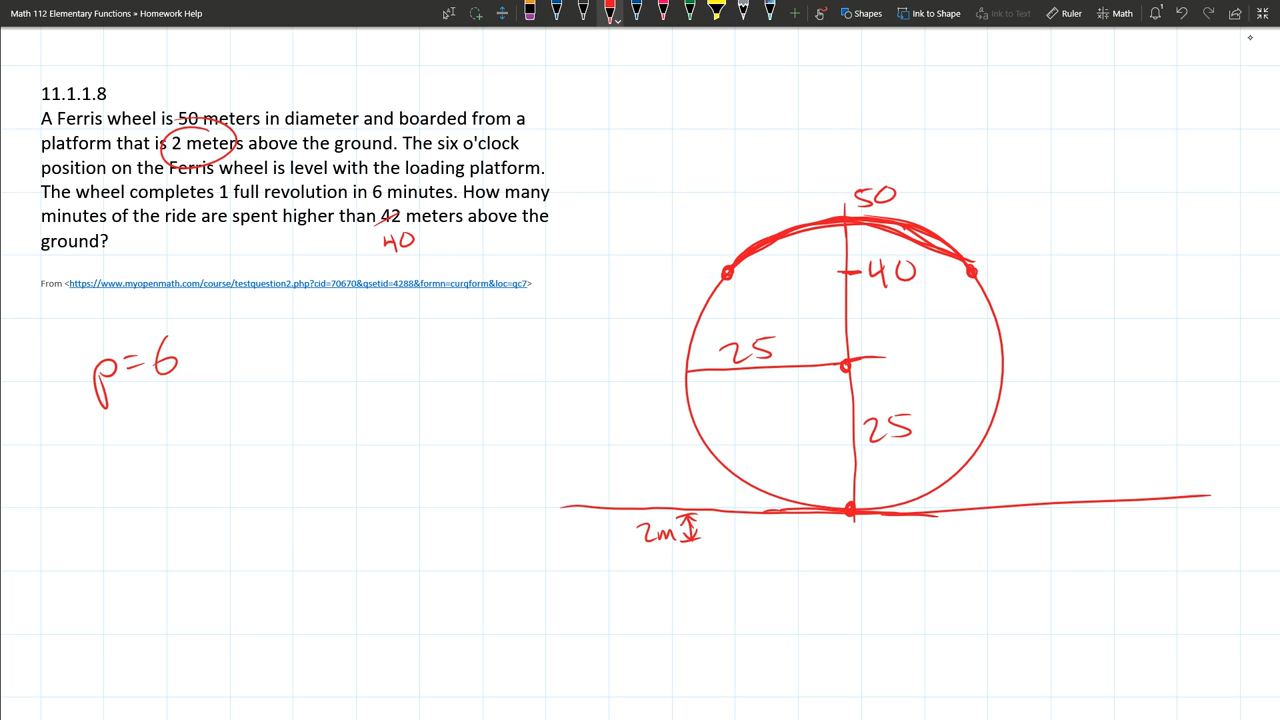 Math 112 Elementary Functions » Homework Help
Shapes
Ink to Shape
Ink to Text
Ruler
Math
11.1.1.8
A Ferris wheel is 50 meters in diameter and boarded from a
platform that is 2 meters above the ground. The six o'clock
position on the Ferris wheel is level with the loading platform.
The wheel completes 1 full revolution in 6 minutes. How many
minutes of the ride are spent higher than 42 meters above the
40
ground?
From <https://www.myopenmath.com/course/testquestion2.php?cid=70670&qsetid=4288&formn=curqform&loc=qc7>
p=6
50
40
25
25
2m